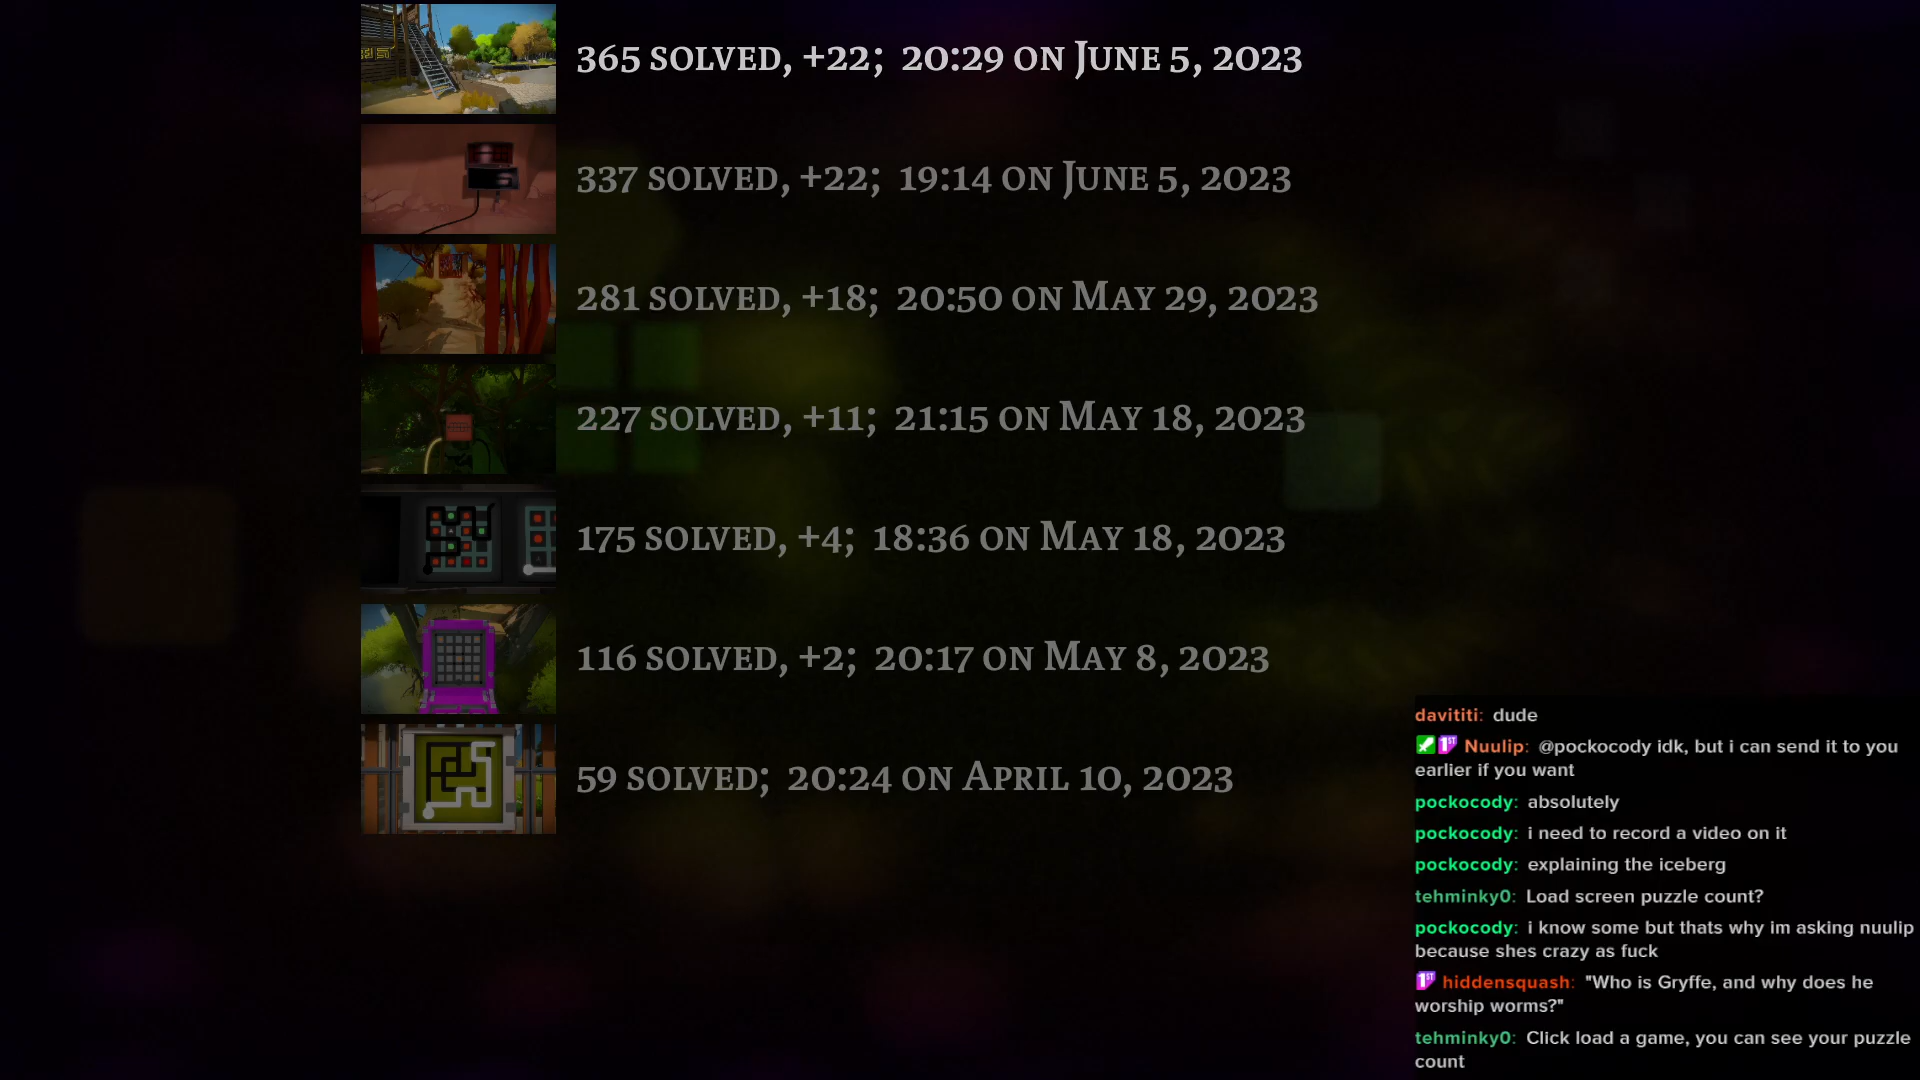 365 solved, +22; 20:29 on June 5, 2023
337 solved, +22; 19:14 on June 5, 2023
281 solved, +18; 20:50 on May 29, 2023
227 solved, +11; 21:15 on May 18, 2023
175 solved, +4; 18:36 on May 18, 2023
116 solved, +2; 20:17 on May 8, 2023
59 solved; 20:24 on April 10, 2023
davititi: dude
1ST Nuulip: @pockocody idk, but i can send it to you
earlier if you want
pockocody: absolutely
pockocody: i need to record a video on it
pockocody: explaining the iceberg
tehminky0: Load screen puzzle count?
pockocody: i know some but thats why im asking nuulip
because shes crazy as fuck
1ST hiddensquash: "Who is Gryffe, and why does he
worship worms?"
tehminky0: Click load a game, you can see your puzzle
count